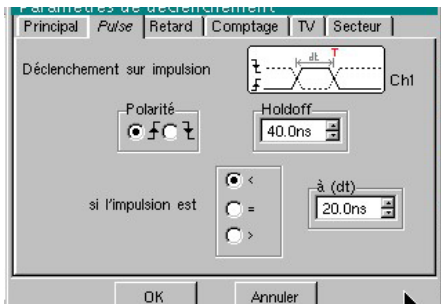 Paramètres de déclenchement
Principal Pulse Retard Comptage TV Secteur
Déclenchement sur impulsion
dt T
Ch1
Polarité
Holdoff
40.0ns
si l'impulsion est
<
=
>
à (dt)
20.0ns
OK Annuler